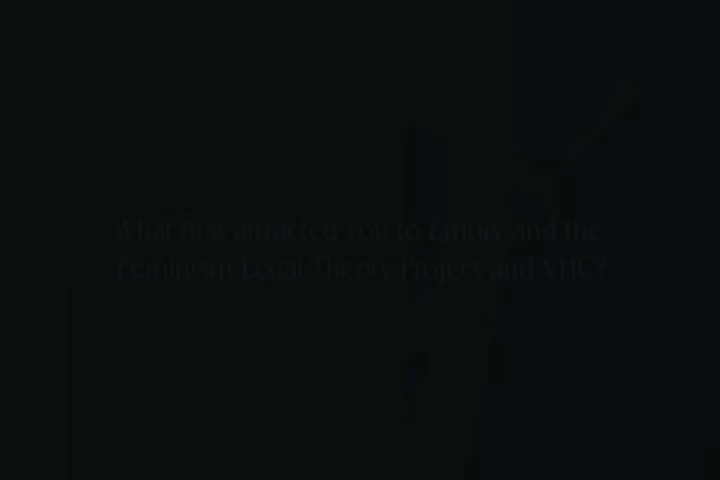 What first attracted you to Emory and the
Feminism Legal Theory Project and VHC?